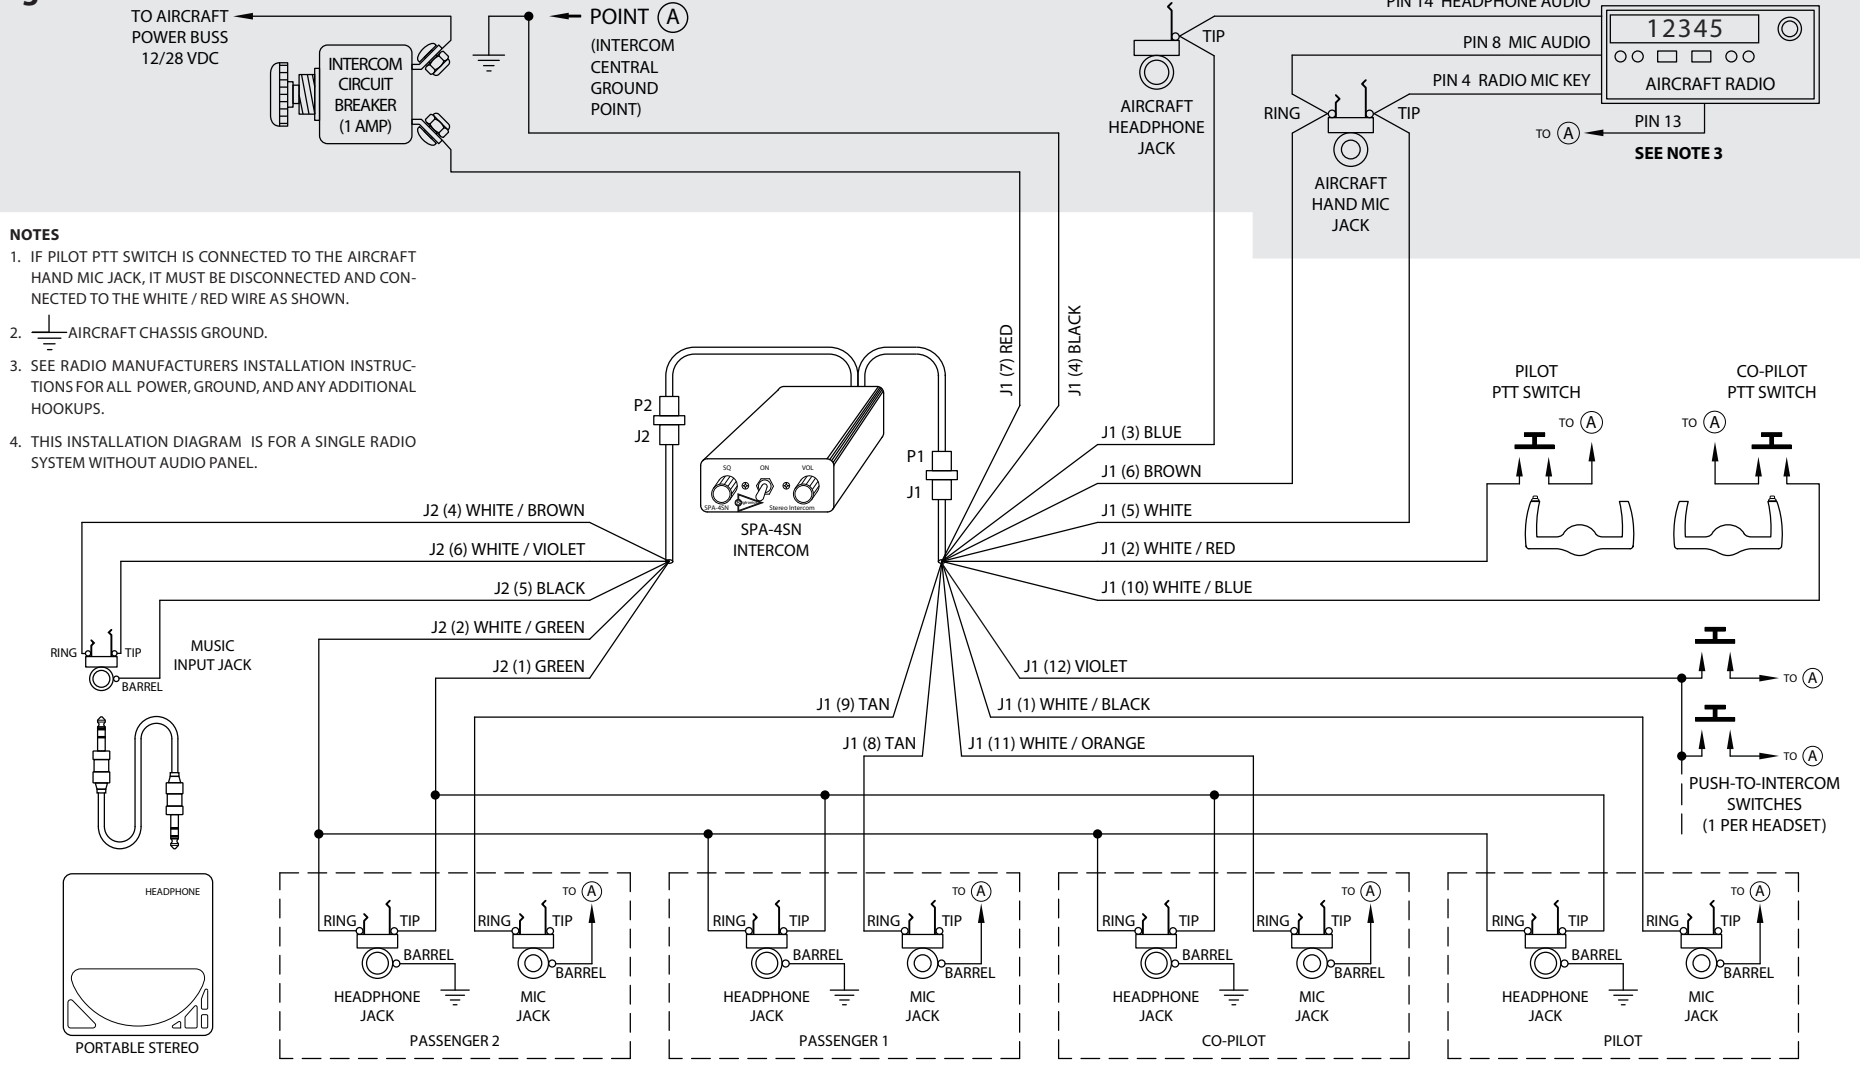 TO AIRCRAFT
POWER BUSS
12/28 VDC
INTERCOM
CIRCUIT
BREAKER
(1 AMP)
POINT A
(INTERCOM
CENTRAL
GROUND
POINT)
PIN 14 HEADPHONE AUDIO
TIP
AIRCRAFT
HEADPHONE
JACK
PIN 8 MIC AUDIO
PIN 4 RADIO MIC KEY
RING
TIP
AIRCRAFT
HAND MIC
JACK
12345
AIRCRAFT RADIO
PIN 13
TO A
SEE NOTE 3
NOTES
1. IF PILOT PTT SWITCH IS CONNECTED TO THE AIRCRAFT
HAND MIC JACK, IT MUST BE DISCONNECTED AND CON-
NECTED TO THE WHITE / RED WIRE AS SHOWN.
2. AIRCRAFT CHASSIS GROUND.
3. SEE RADIO MANUFACTURERS INSTALLATION INSTRUC-
TIONS FOR ALL POWER, GROUND, AND ANY ADDITIONAL
HOOKUPS.
4. THIS INSTALLATION DIAGRAM IS FOR A SINGLE RADIO
SYSTEM WITHOUT AUDIO PANEL.
J1 (7) RED
J1 (4) BLACK
P2
J2
P1
J1
SQ
ON
VOL
SPA-4SN
Stereo Intercom
SPA-4SN
INTERCOM
J1 (3) BLUE
J1 (6) BROWN
J1 (5) WHITE
J1 (2) WHITE / RED
J1 (10) WHITE / BLUE
PILOT
PTT SWITCH
TO A
CO-PILOT
PTT SWITCH
TO A
J2 (4) WHITE / BROWN
J2 (6) WHITE / VIOLET
J2 (5) BLACK
J2 (2) WHITE / GREEN
J2 (1) GREEN
RING
TIP
BARREL
MUSIC
INPUT JACK
J1 (12) VIOLET
J1 (9) TAN
J1 (1) WHITE / BLACK
J1 (8) TAN
J1 (11) WHITE / ORANGE
TO A
TO A
PUSH-TO-INTERCOM
SWITCHES
(1 PER HEADSET)
HEADPHONE
PORTABLE STEREO
TO A
RING
TIP
RING
TIP
BARREL
BARREL
HEADPHONE
JACK
MIC
JACK
PASSENGER 2
TO A
RING
TIP
RING
TIP
BARREL
BARREL
HEADPHONE
JACK
MIC
JACK
PASSENGER 1
TO A
RING
TIP
RING
TIP
BARREL
BARREL
HEADPHONE
JACK
MIC
JACK
CO-PILOT
TO A
RING
TIP
RING
TIP
BARREL
BARREL
HEADPHONE
JACK
MIC
JACK
PILOT